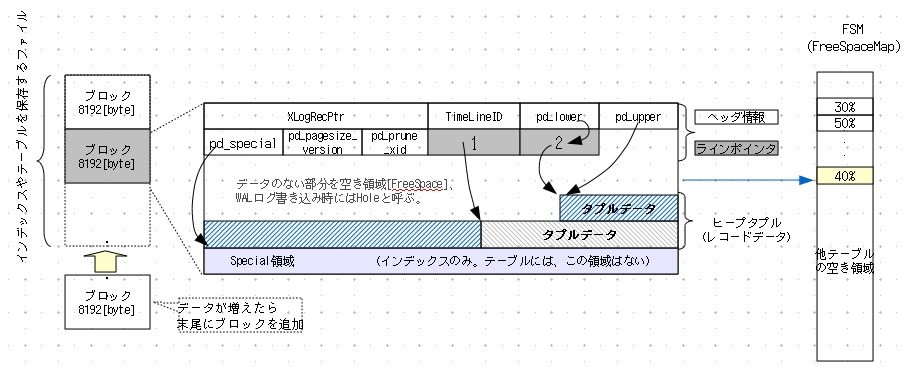 インデックスやテーブルを保存するファイル
ブロック
8192[byte]
ブロック
8192[byte]
ブロック
8192[byte]
データが増えたら
末尾にブロックを追加
XLogRecPtr
TimeLineID
pd_lower
pd_upper
pd_special
pd_pagesize_
version
pd_prune
_xid
1
2
データのない部分を空き領域[FreeSpace]、
WALログ書き込み時にはHoleと呼ぶ。
タプルデータ
タプルデータ
Special領域
(インデックスのみ。テーブルには、この領域はない)
ヘッダ情報
ラインポインタ
ヒープタプル
(レコードデータ)
FSM
(FreeSpaceMap)
30%
50%
40%
他テーブル
の空き領域